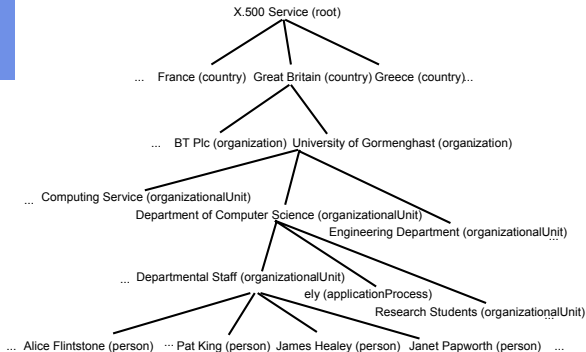 X.500 Service (root)
... France (country) Great Britain (country) Greece (country)...
... BT Plc (organization) University of Gormenghast (organization)
... Computing Service (organizationalUnit)
Department of Computer Science (organizationalUnit)
Engineering Department (organizationalUnit)
...
... Departmental Staff (organizationalUnit)
ely (applicationProcess)
Research Students (organizationalUnit)
...
... Alice Flintstone (person) ... Pat King (person) James Healey (person) Janet Papworth (person) ...